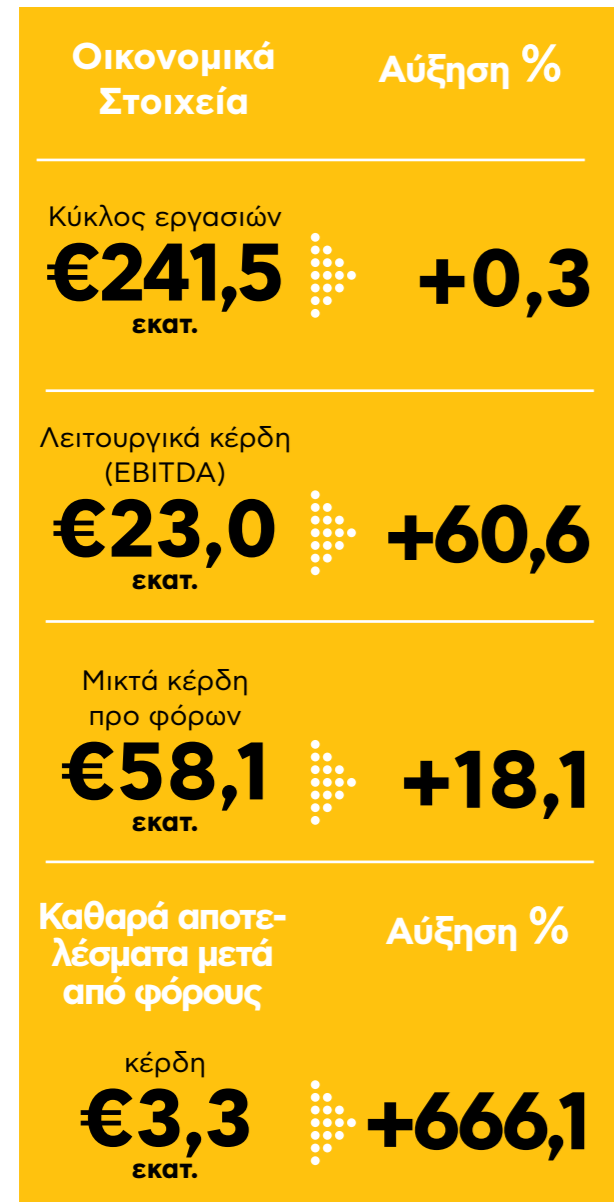 Οικονομικά
Στοιχεία
Αύξηση %
Κύκλος εργασιών
€241,5
εκατ.
+0,3
Λειτουργικά κέρδη
(EBITDA)
€23,0
εκατ.
+60,6
Μικτά κέρδη
προ φόρων
€58,1
εκατ.
+18,1
Καθαρά αποτε-
λέσματα μετά
από φόρους
Αύξηση %
κέρδη
€3,3
εκατ.
+666,1